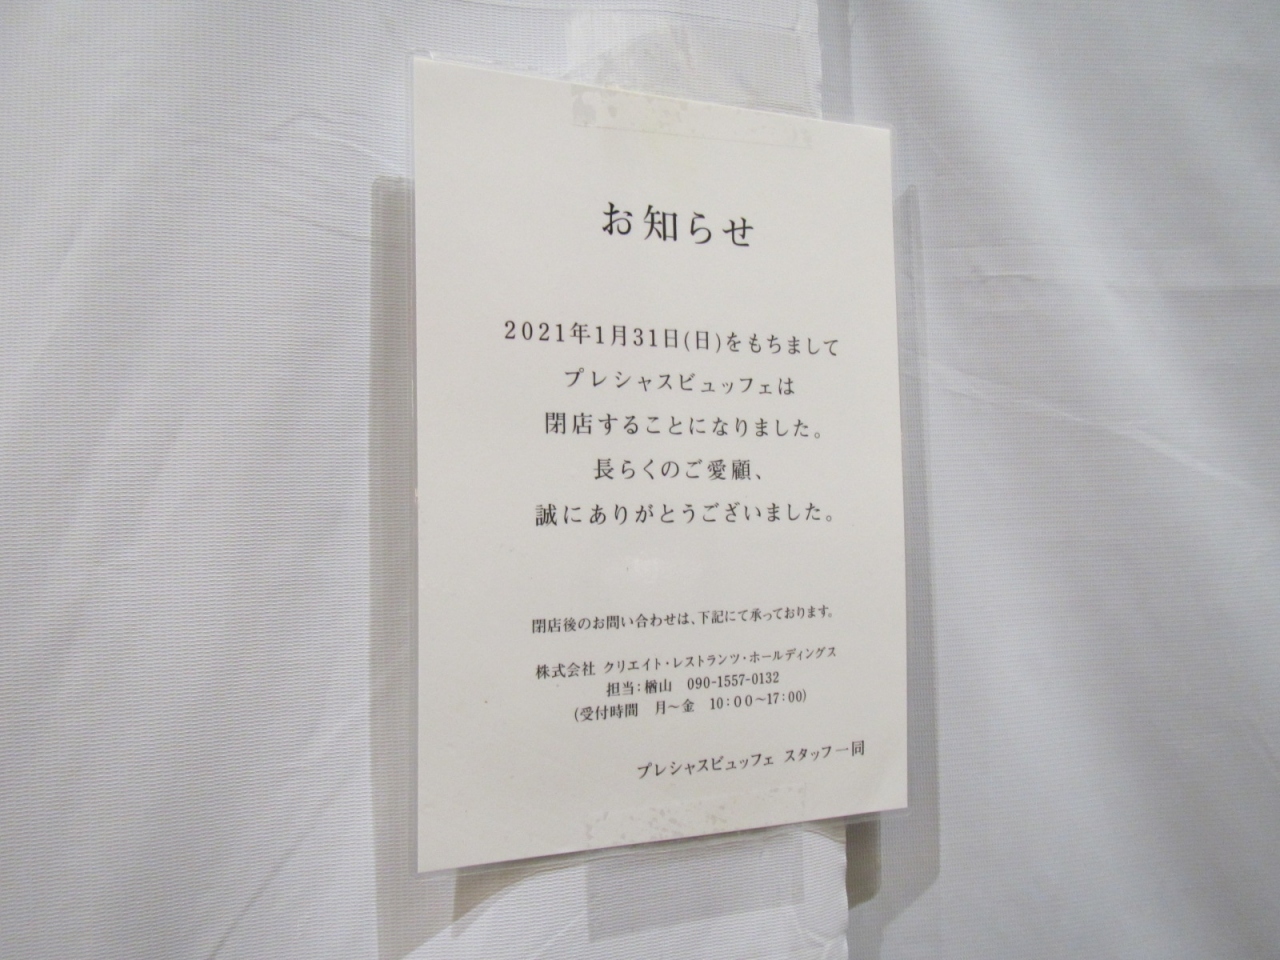 お知らせ
2021年1月31日(日)をもちまして
プレシャスビュッフェは
閉店することになりました。
長らくのご愛顧、
誠にありがとうございました。
閉店後のお問い合わせは、下記にて承っております。
株式会社 クリエイト・レストランツ・ホールディングス
担当：楢山　090-1557-0132
(受付時間　月～金　10：00～17：00)
プレシャスビュッフェ スタッフ一同